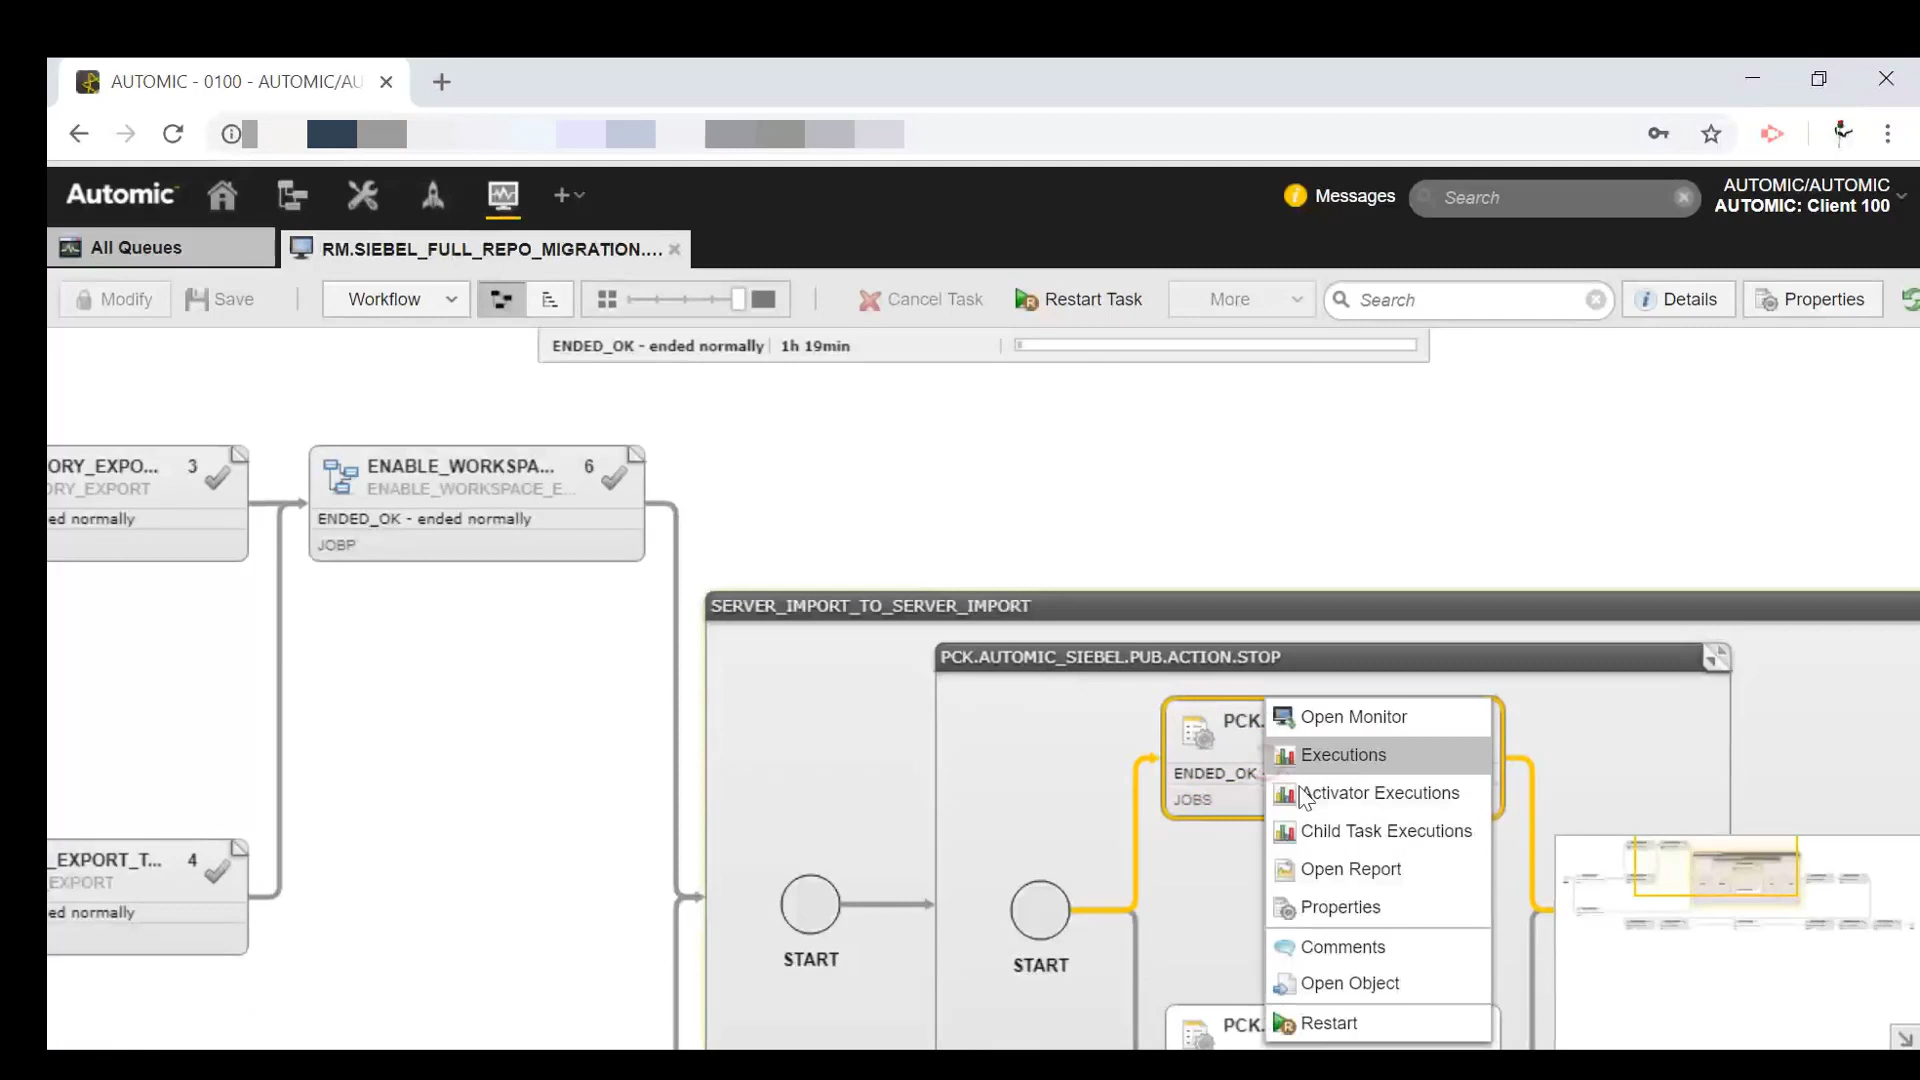 AUTOMIC - 0100 - AUTOMIC/AU
Automic
Messages
Search
AUTOMIC/AUTOMIC
AUTOMIC: Client 100
All Queues
RM.SIEBEL_FULL_REPO_MIGRATION....
Modify
Save
Workflow
Cancel Task
Restart Task
More
Search
Details
Properties
ENDED_OK - ended normally
1h 19min
ORY_EXPO... 3
ORY_EXPORT
ed normally
ENABLE_WORKSPA... 6
ENABLE_WORKSPACE_E...
ENDED_OK - ended normally
JOBP
SERVER_IMPORT_TO_SERVER_IMPORT
PCK.AUTOMIC_SIEBEL.PUB.ACTION.STOP
PCK.
ENDED_OK
JOBS
Open Monitor
Executions
Activator Executions
Child Task Executions
Open Report
Properties
Comments
Open Object
Restart
_EXPORT_T... 4
EXPORT
ed normally
START
START
PCK.